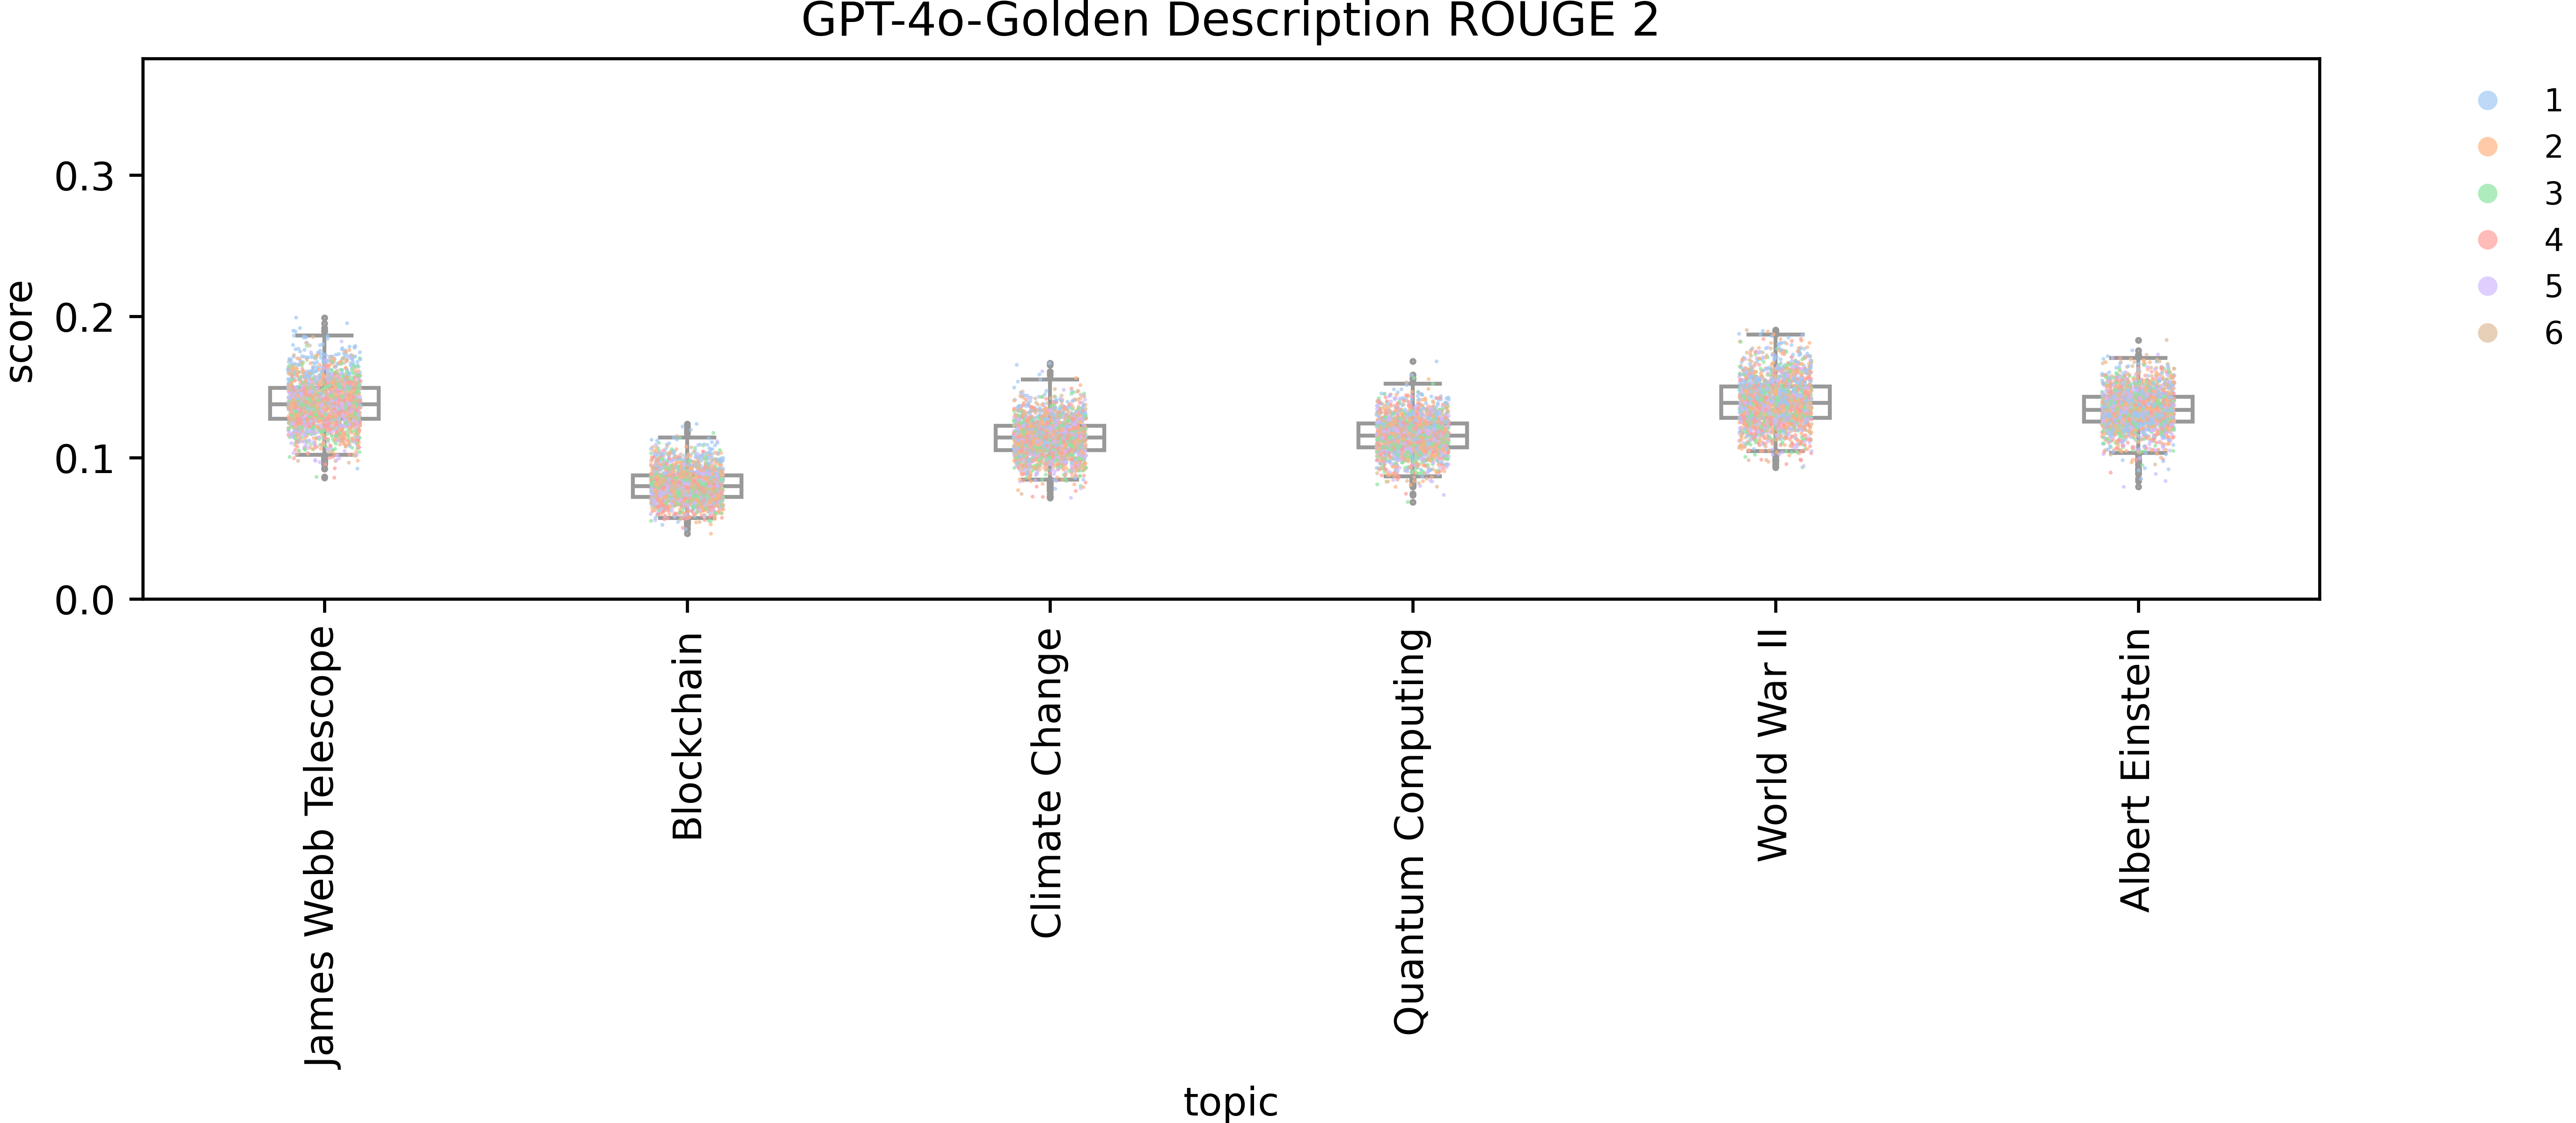 GPT-4o-Golden Description ROUGE 2
score
0.3
0.2
0.1
0.0
1
2
3
4
5
6
James Webb Telescope
Blockchain
Climate Change
Quantum Computing
World War II
Albert Einstein
topic